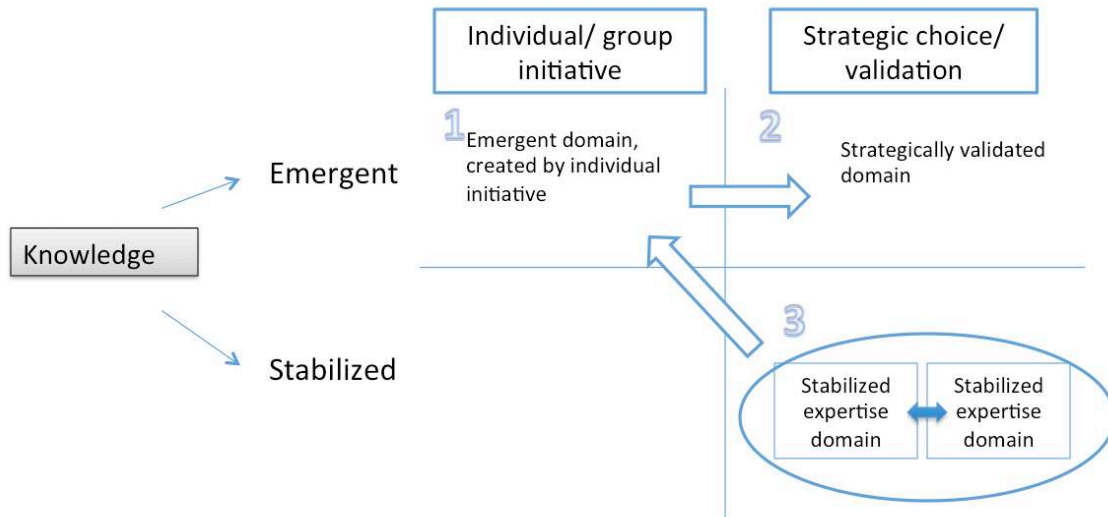 Individual/ group
initiative
Strategic choice/
validation
1
Emergent domain,
created by individual
initiative
2
Strategically validated
domain
Emergent
Knowledge
Stabilized
3
Stabilized
expertise
domain
Stabilized
expertise
domain